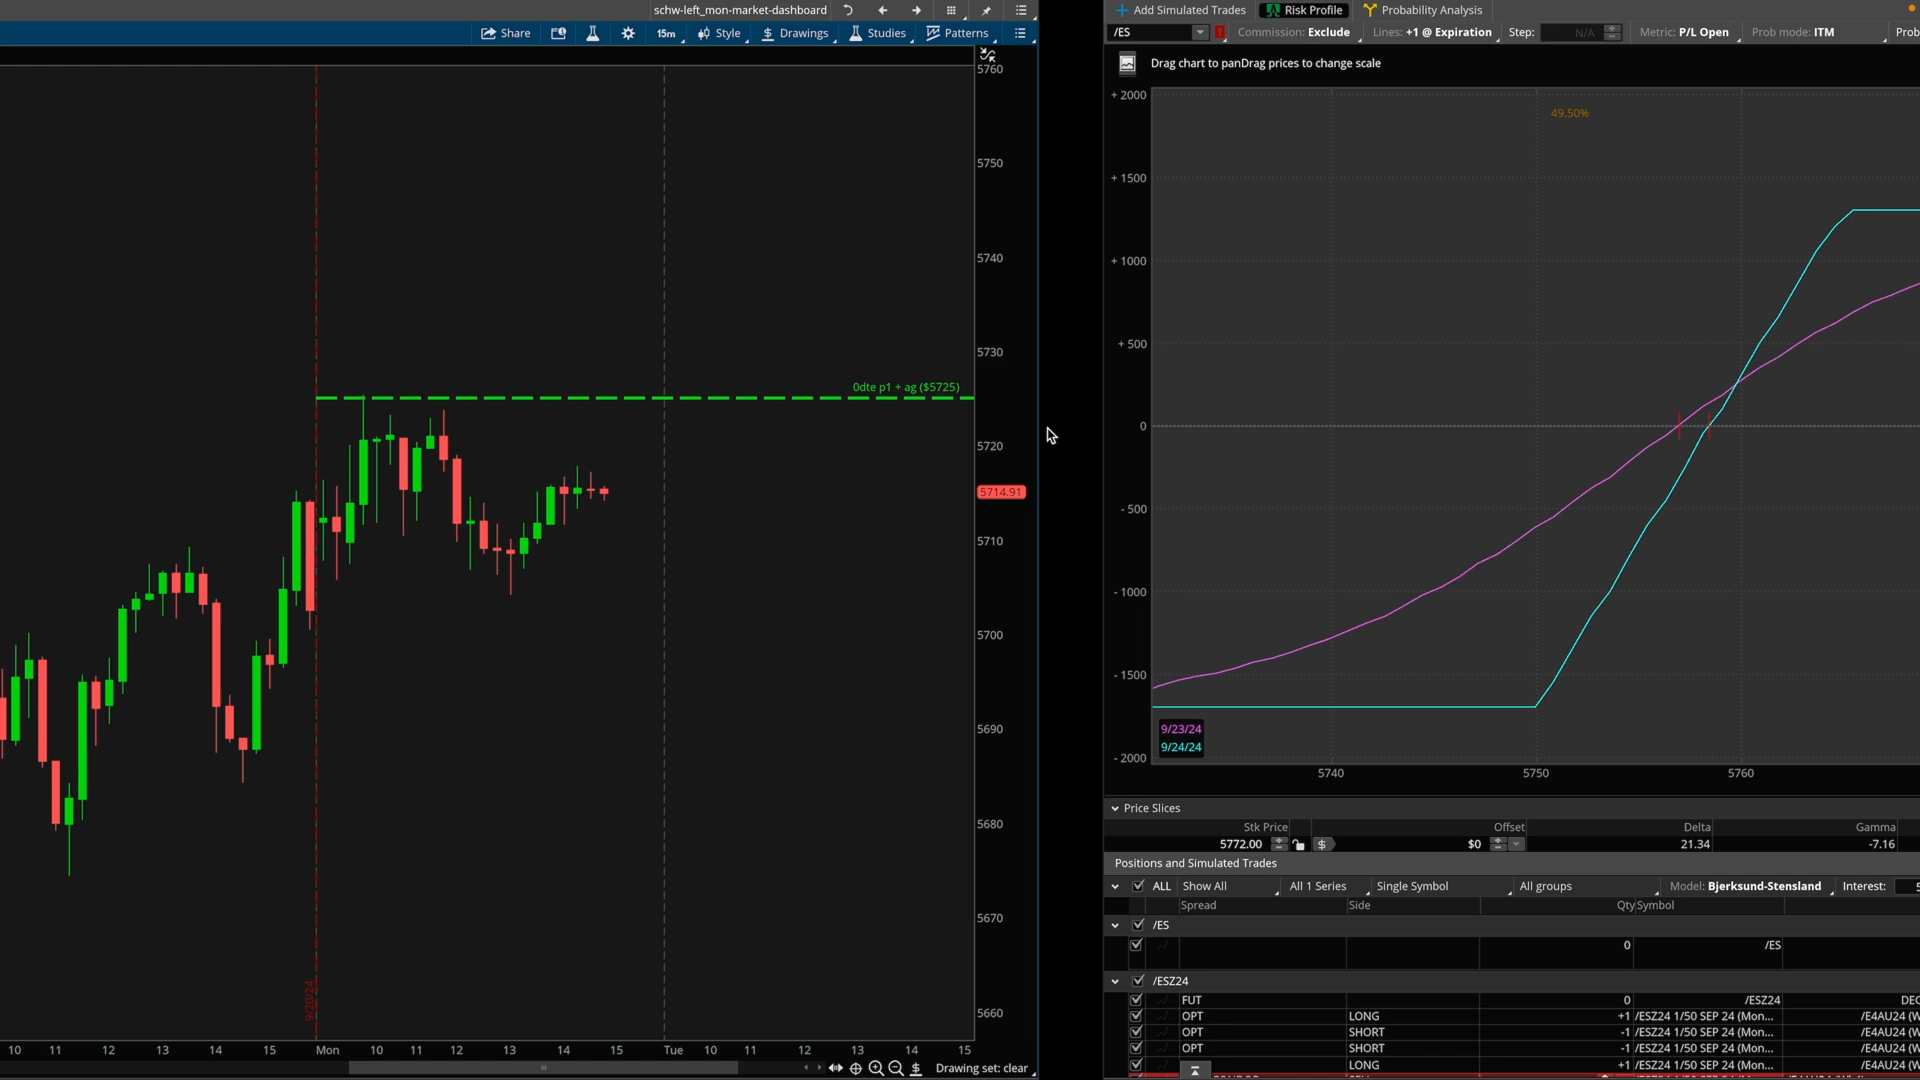 schw-left_mon-market-dashboard
Share 15m Style $ Drawings Studies Patterns
5760
5750
5740
5730
0dte p1 + ag ($5725)
5720
5714.91
5710
5700
5690
5680
5670
5660
9/20/24
10 11 12 13 14 15 Mon 10 11 12 13 14 15 Tue 10 11 12 13 14 15
$ Drawing set: clear
Add Simulated Trades Risk Profile Probability Analysis
/ES Commission: Exclude Lines: +1 @ Expiration Step: N/A Metric: P/L Open Prob mode: ITM Prob
Drag chart to panDrag prices to change scale
+ 2000
49.50%
+ 1500
+ 1000
+ 500
0
- 500
- 1000
- 1500
9/23/24
9/24/24
- 2000
5740 5750 5760
Price Slices
Stk Price Offset Delta Gamma
5772.00 $ $0 21.34 -7.16
Positions and Simulated Trades
ALL Show All All 1 Series Single Symbol All groups Model: Bjerksund-Stensland Interest:
Spread Side Qty Symbol
/ES
0 /ES
/ESZ24
FUT 0 /ESZ24 DEC
OPT LONG +1 /ESZ24 1/50 SEP 24 (Mon... /E4AU24 (W
OPT SHORT -1 /ESZ24 1/50 SEP 24 (Mon... /E4AU24 (W
OPT SHORT -1 /ESZ24 1/50 SEP 24 (Mon... /E4AU24 (W
LONG +1 /ESZ24 1/50 SEP 24 (Mon... /E4AU24 (W